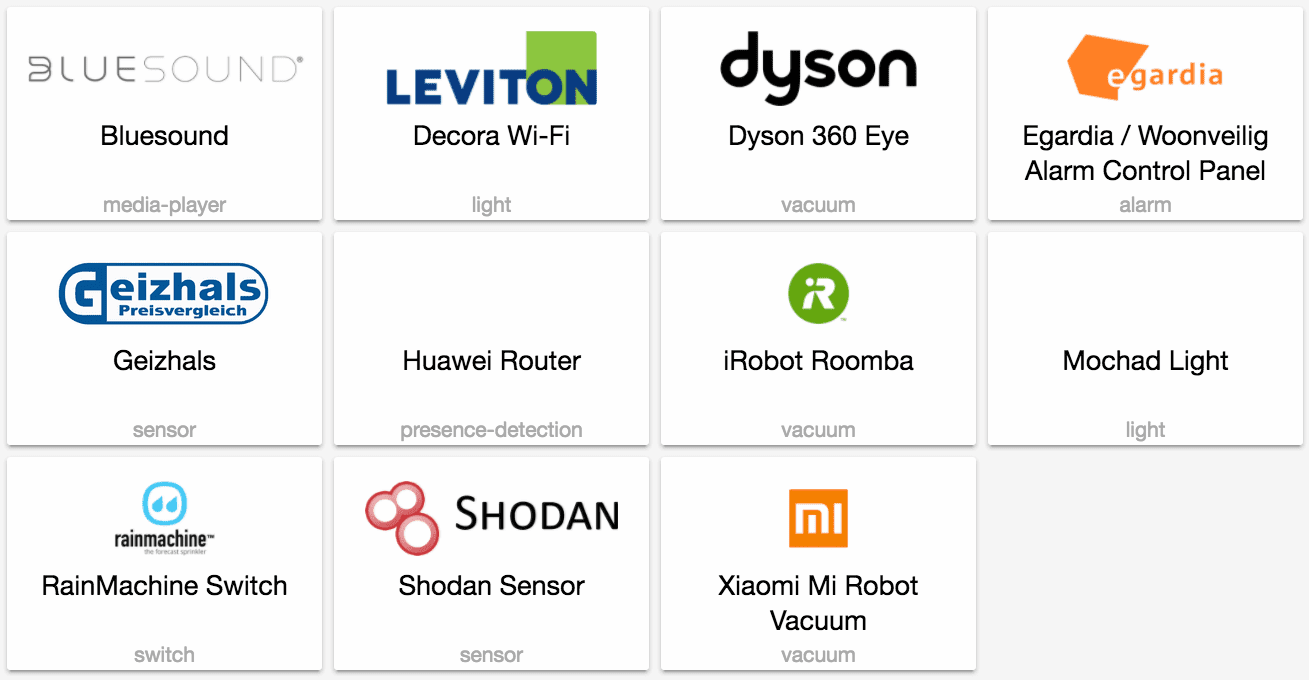 BLUESOUND®
Bluesound
media-player
LEVITON
Decora Wi-Fi
light
dyson
Dyson 360 Eye
vacuum
egardia
Egardia / Woonveilig
Alarm Control Panel
alarm
Geizhals
Preisvergleich
Geizhals
sensor
Huawei Router
presence-detection
iR
iRobot Roomba
vacuum
Mochad Light
light
rainmachine™
the forecast sprinkler
RainMachine Switch
switch
SHODAN
Shodan Sensor
sensor
mi
Xiaomi Mi Robot
Vacuum
vacuum